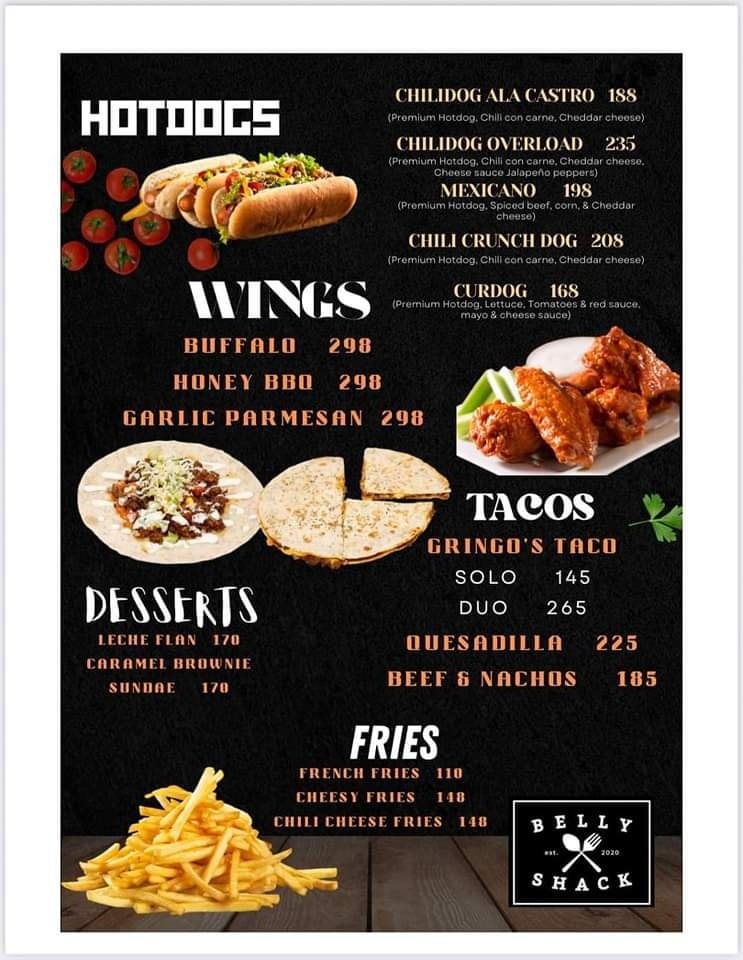 HOTDOGS
CHILIDOG ALA CASTRO 188
(Premium Hotdog, Chili con carne, Cheddar cheese)
CHILIDOG OVERLOAD 235
(Premium Hotdog, Chili con carne, Cheddar cheese,
Cheese sauce Jalapeño peppers)
MEXICANO 198
(Premium Hotdog, Spiced beef, corn, & Cheddar
cheese)
CHILI CRUNCH DOG 208
(Premium Hotdog, Chili con carne, Cheddar cheese)
CURDOG 168
(Premium Hotdog, Lettuce, Tomatoes & red sauce,
mayo & cheese sauce)
WINGS
BUFFALO 298
HONEY BBQ 298
GARLIC PARMESAN 298
TACOS
GRINGO'S TACO
SOLO 145
DUO 265
QUESADILLA 225
BEEF & NACHOS 185
DESSERTS
LECHE FLAN 170
CARAMEL BROWNIE
SUNDAE 170
FRIES
FRENCH FRIES 110
CHEESY FRIES 148
CHILI CHEESE FRIES 148
BELLY
est. 2020
SHACK